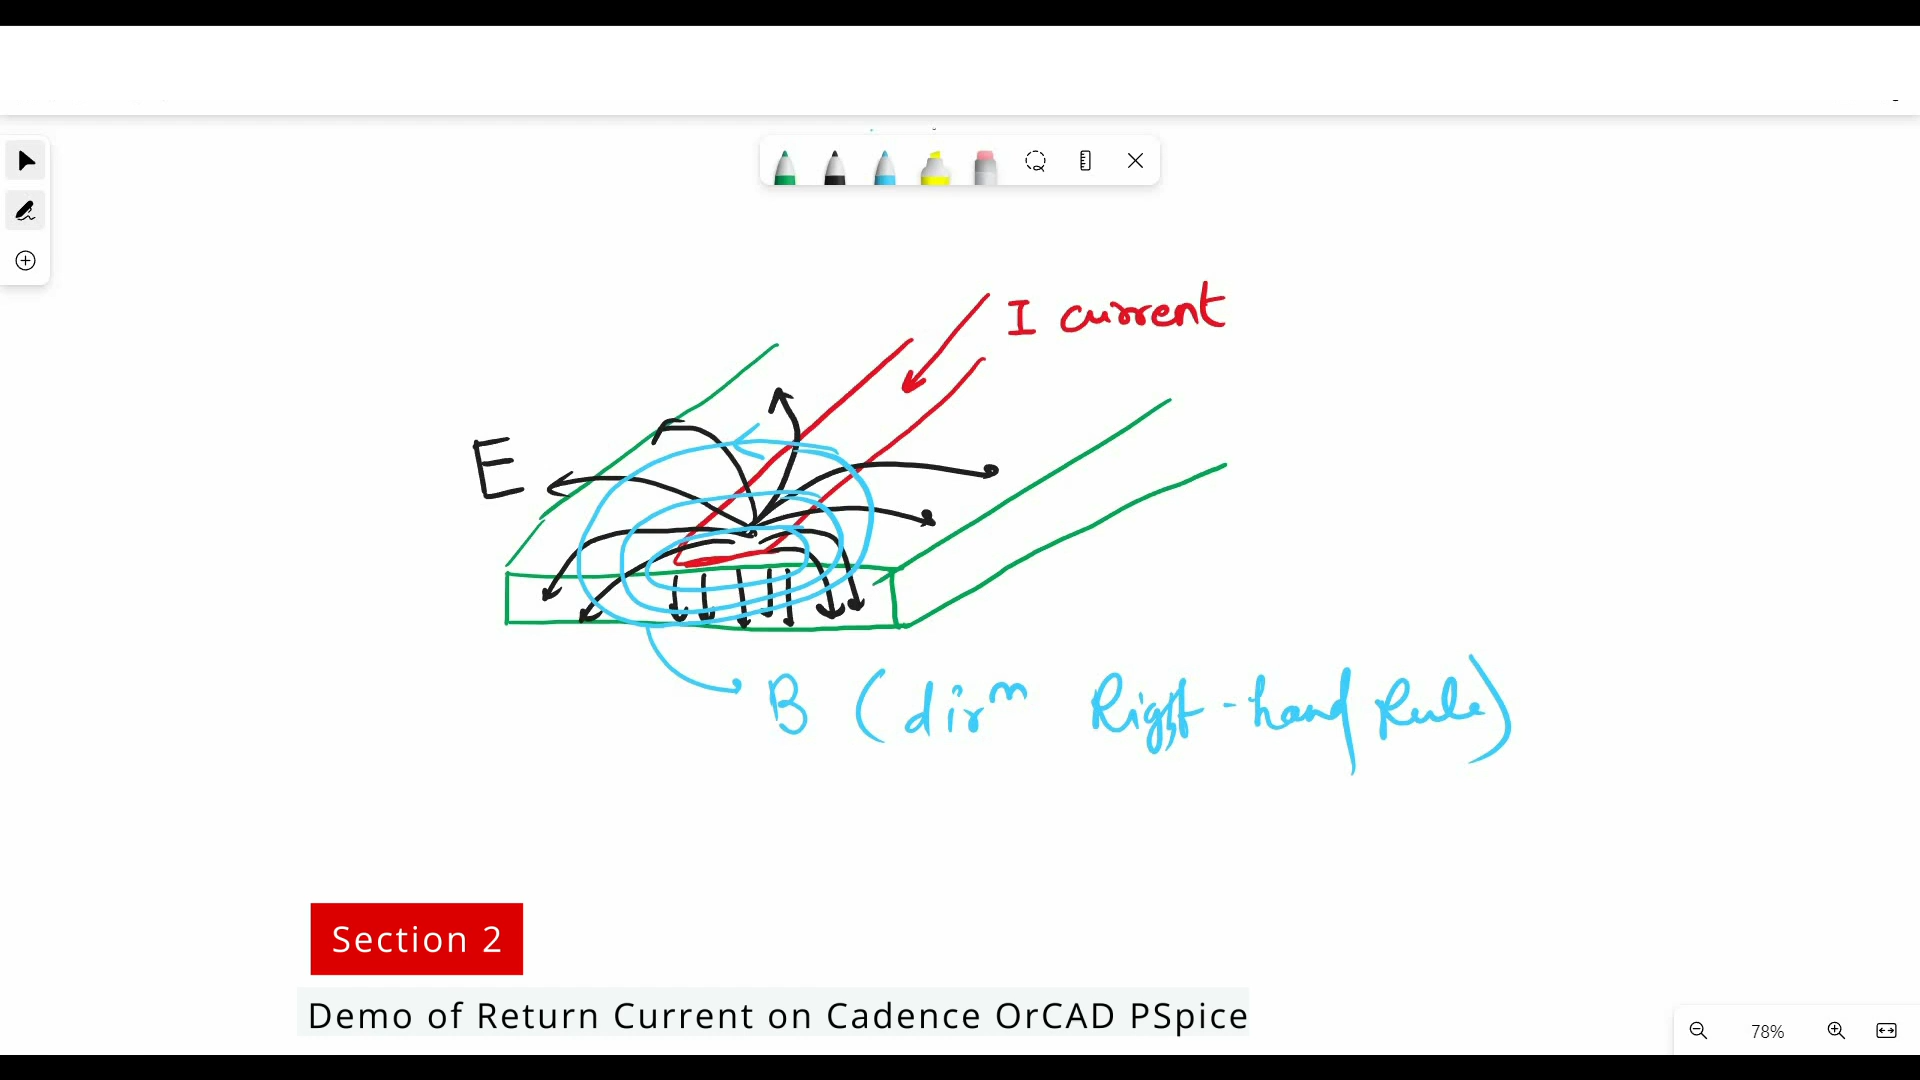 I current
E
B (dirⁿ Right-hand Rule)
Section 2
Demo of Return Current on Cadence OrCAD PSpice
78%